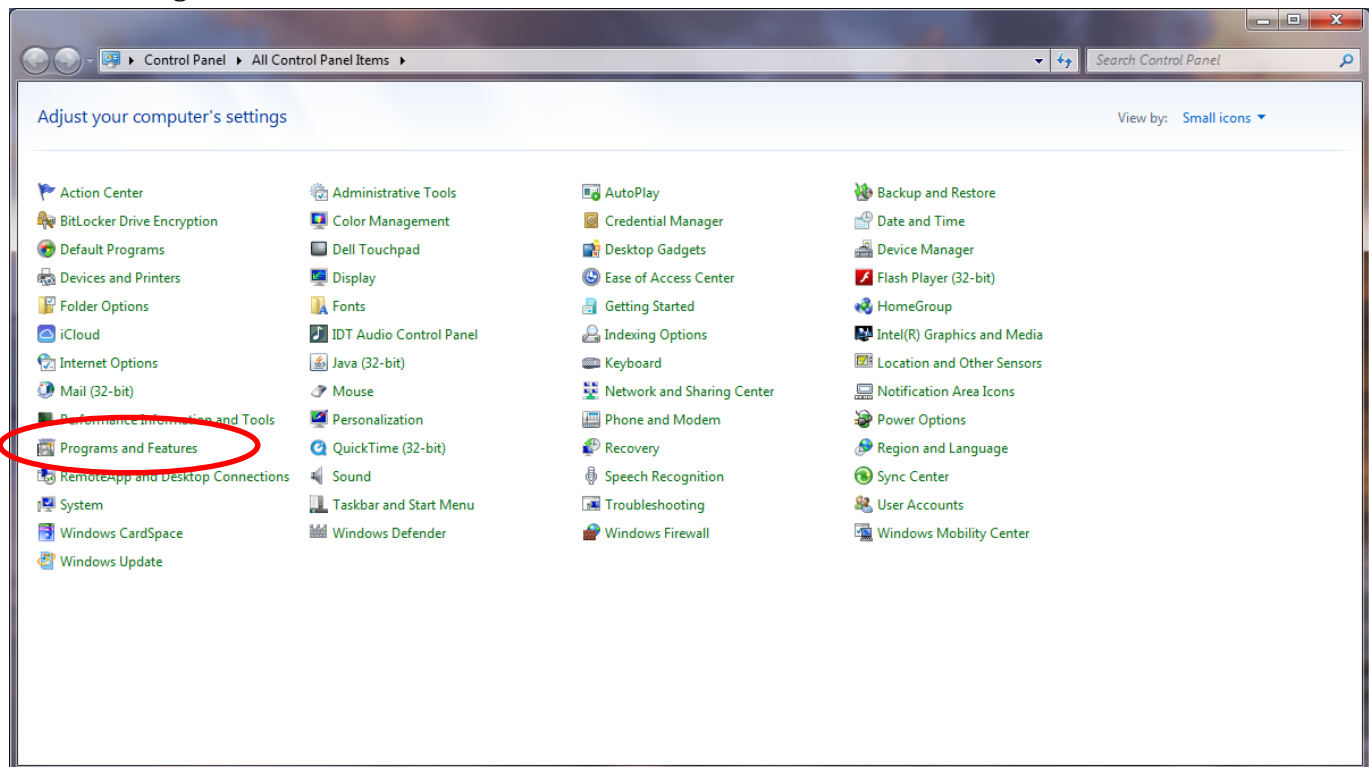 Control Panel ▸ All Control Panel Items ▸ Search Control Panel
Adjust your computer's settings View by: Small icons
Action Center Administrative Tools AutoPlay Backup and Restore
BitLocker Drive Encryption Color Management Credential Manager Date and Time
Default Programs Dell Touchpad Desktop Gadgets Device Manager
Devices and Printers Display Ease of Access Center Flash Player (32-bit)
Folder Options Fonts Getting Started HomeGroup
iCloud IDT Audio Control Panel Indexing Options Intel(R) Graphics and Media
Internet Options Java (32-bit) Keyboard Location and Other Sensors
Mail (32-bit) Mouse Network and Sharing Center Notification Area Icons
Performance Information and Tools Personalization Phone and Modem Power Options
Programs and Features QuickTime (32-bit) Recovery Region and Language
RemoteApp and Desktop Connections Sound Speech Recognition Sync Center
System Taskbar and Start Menu Troubleshooting User Accounts
Windows CardSpace Windows Defender Windows Firewall Windows Mobility Center
Windows Update